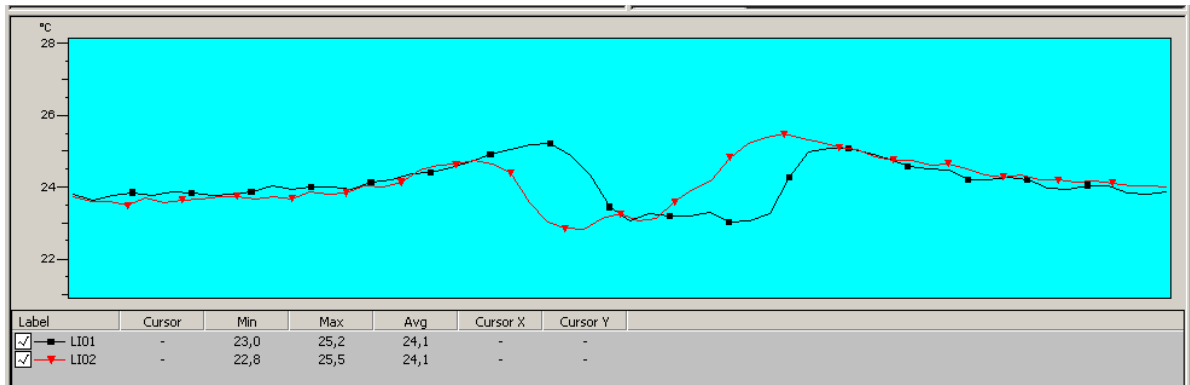 °C
28
26
24
22
Label Cursor Min Max Avg Cursor X Cursor Y
LI01 - 23,0 25,2 24,1 - -
LI02 - 22,8 25,5 24,1 - -